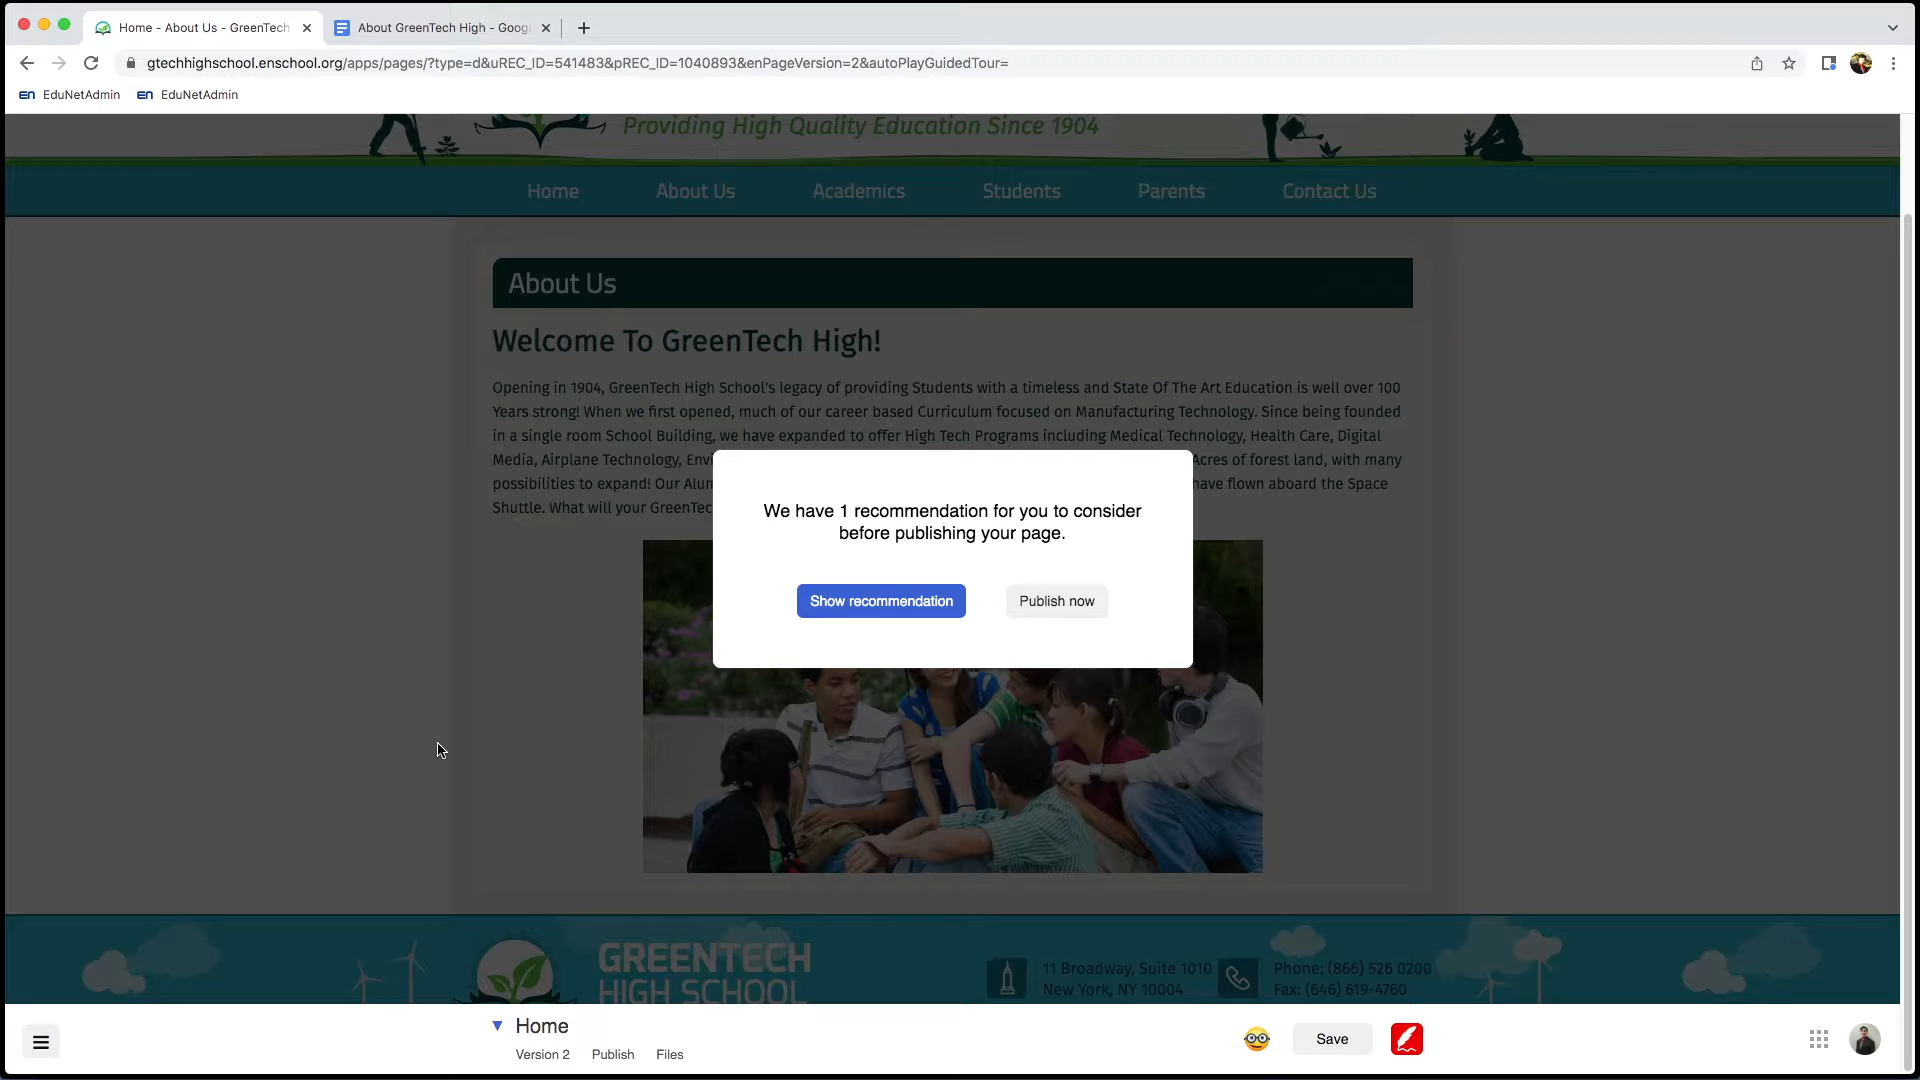 Home - About Us - GreenTech
About GreenTech High - Goog
gtechhighschool.enschool.org/apps/pages/?type=d&uREC_ID=541483&pREC_ID=1040893&enPageVersion=2&autoPlayGuidedTour=
en EduNetAdmin en EduNetAdmin
Providing High Quality Education Since 1904
Home About Us Academics Students Parents Contact Us
About Us
Welcome To GreenTech High!
Opening in 1904, GreenTech High School's legacy of providing Students with a timeless and State Of The Art Education is well over 100
Years strong! When we first opened, much of our career based Curriculum focused on Manufacturing Technology. Since being founded
in a single room School Building, we have expanded to offer High Tech Programs including Medical Technology, Health Care, Digital
Media, Airplane Technology, Envi Acres of forest land, with many
possibilities to expand! Our Alum have flown aboard the Space
Shuttle. What will your GreenTec
We have 1 recommendation for you to consider
before publishing your page.
Show recommendation Publish now
GREENTECH
HIGH SCHOOL
11 Broadway, Suite 1010
New York, NY 10004
Phone: (866) 526 0200
Fax: (646) 619-4760
Home
Version 2 Publish Files
Save